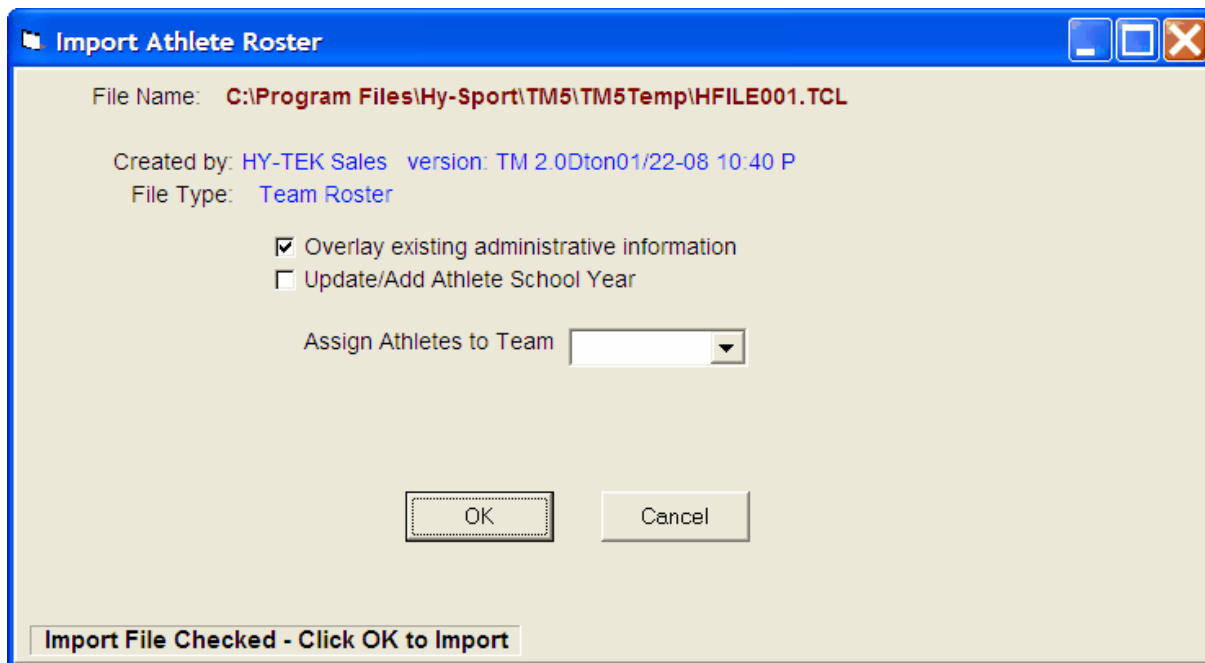 Import Athlete Roster
File Name: C:\Program Files\Hy-Sport\TM5\TM5Temp\HFILE001.TCL
Created by: HY-TEK Sales version: TM 2.0Dton01/22-08 10:40 P
File Type: Team Roster
Overlay existing administrative information
Update/Add Athlete School Year
Assign Athletes to Team
OK Cancel
Import File Checked - Click OK to Import